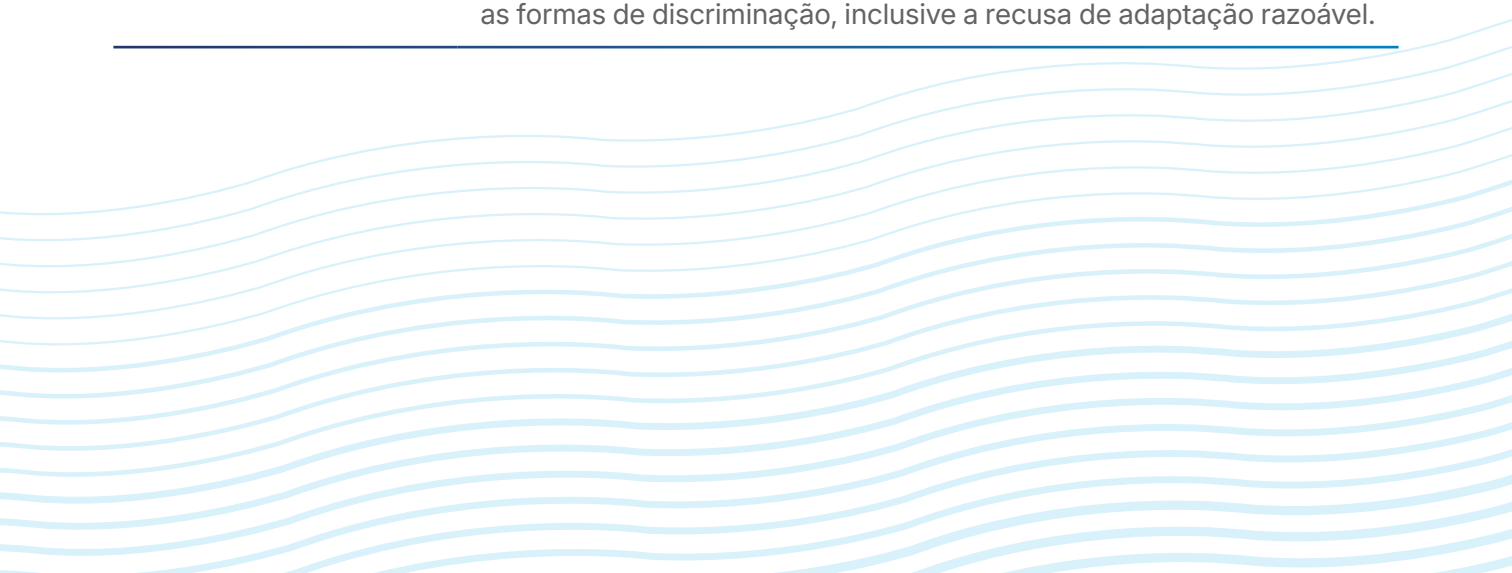 as formas de discriminação, inclusive a recusa de adaptação razoável.